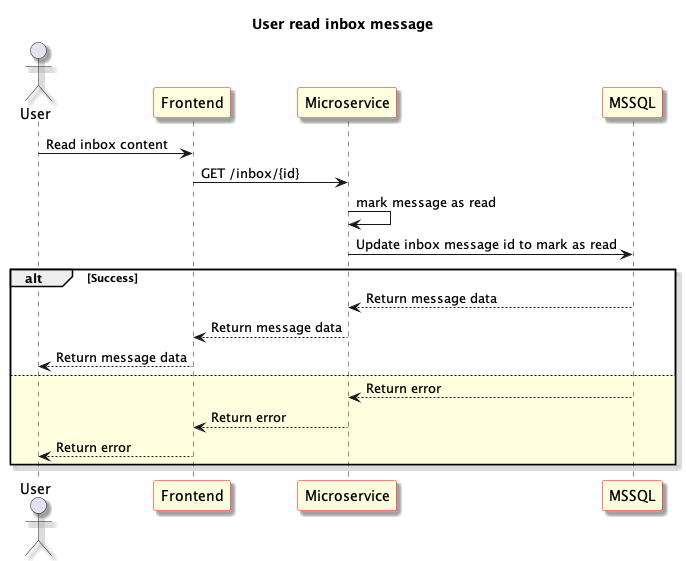 User read inbox message
User
Frontend
Microservice
MSSQL
Read inbox content
GET /inbox/{id}
mark message as read
Update inbox message id to mark as read
alt [Success]
Return message data
Return message data
Return message data
Return error
Return error
Return error
User
Frontend
Microservice
MSSQL